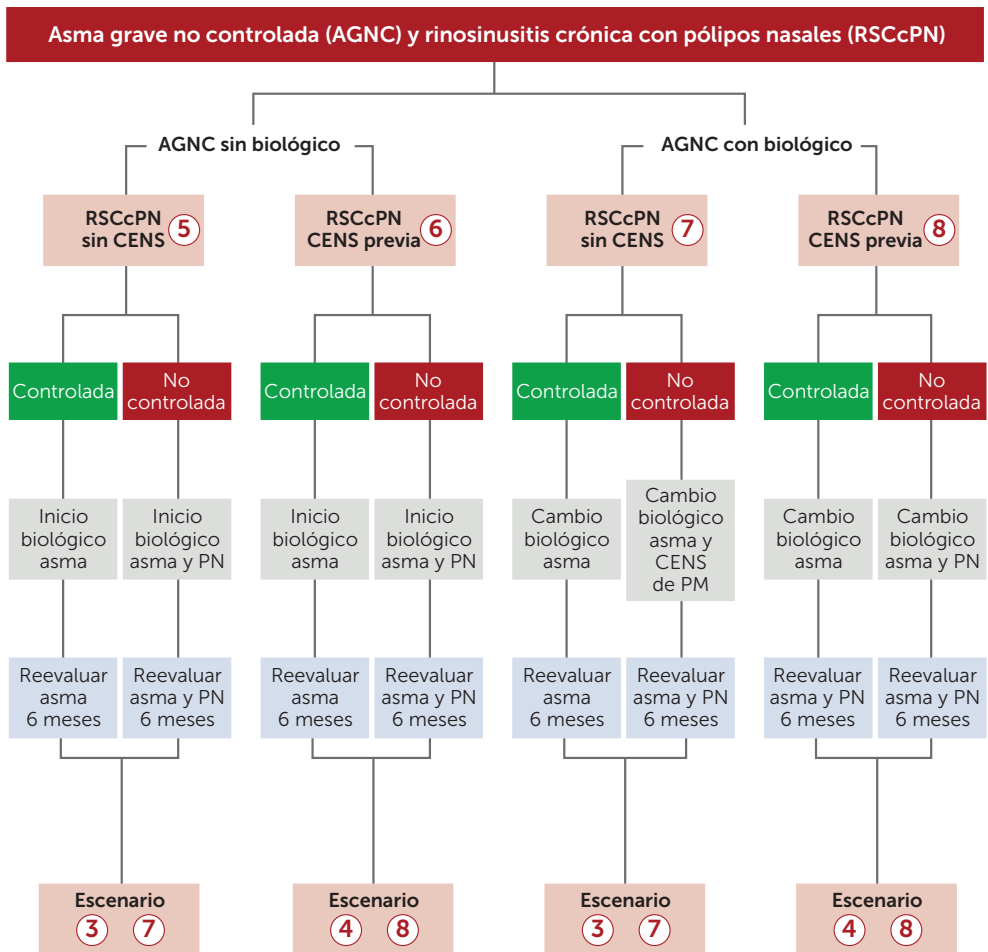 Asma grave no controlada (AGNC) y rinosinusitis crónica con pólipos nasales (RSCcPN)
AGNC sin biológico
AGNC con biológico
RSCcPN
sin CENS
5
RSCcPN
CENS previa
6
RSCcPN
sin CENS
7
RSCcPN
CENS previa
8
Controlada
No
controlada
Controlada
No
controlada
Controlada
No
controlada
Controlada
No
controlada
Inicio
biológico
asma
Inicio
biológico
asma y PN
Inicio
biológico
asma
Inicio
biológico
asma y PN
Cambio
biológico
asma
Cambio
biológico
asma y
CENS
de PM
Cambio
biológico
asma
Cambio
biológico
asma y PN
Reevaluar
asma
6 meses
Reevaluar
asma y PN
6 meses
Reevaluar
asma
6 meses
Reevaluar
asma y PN
6 meses
Reevaluar
asma
6 meses
Reevaluar
asma y PN
6 meses
Reevaluar
asma y PN
6 meses
Reevaluar
asma y PN
6 meses
Escenario
3 7
Escenario
4 8
Escenario
3 7
Escenario
4 8